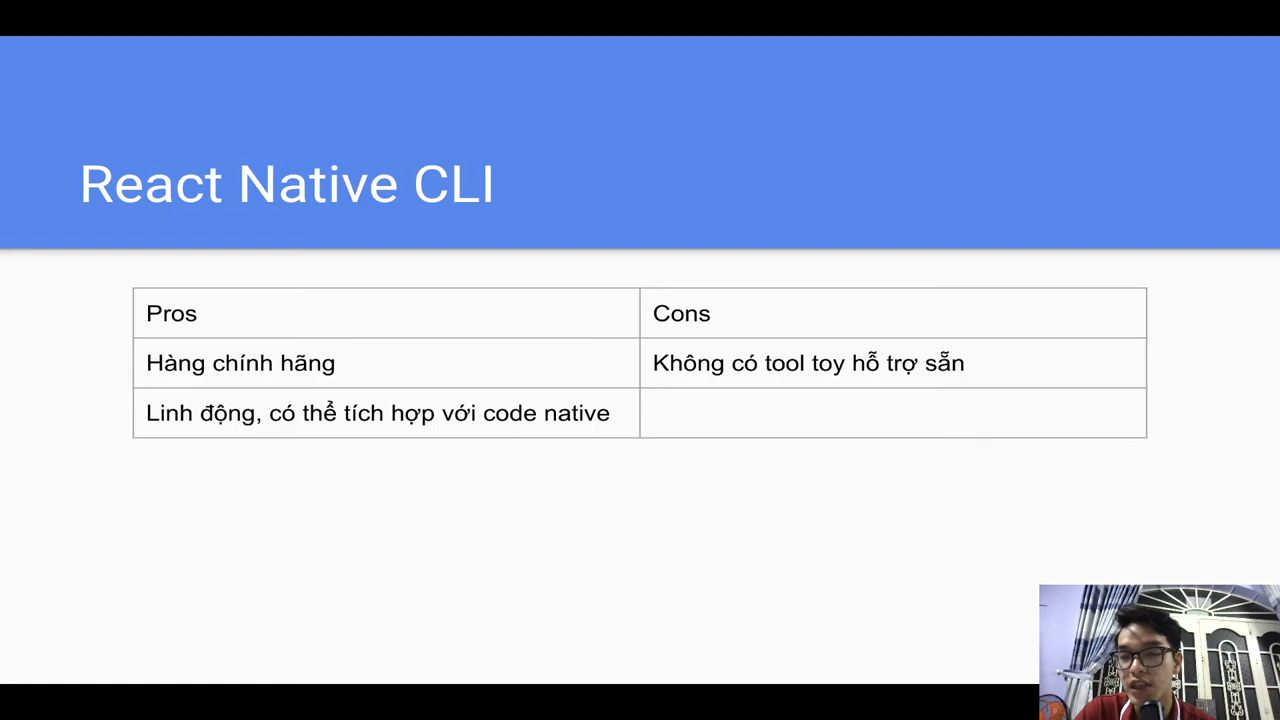 React Native CLI
Pros
Cons
Hàng chính hãng
Không có tool toy hỗ trợ sẵn
Linh động, có thể tích hợp với code native